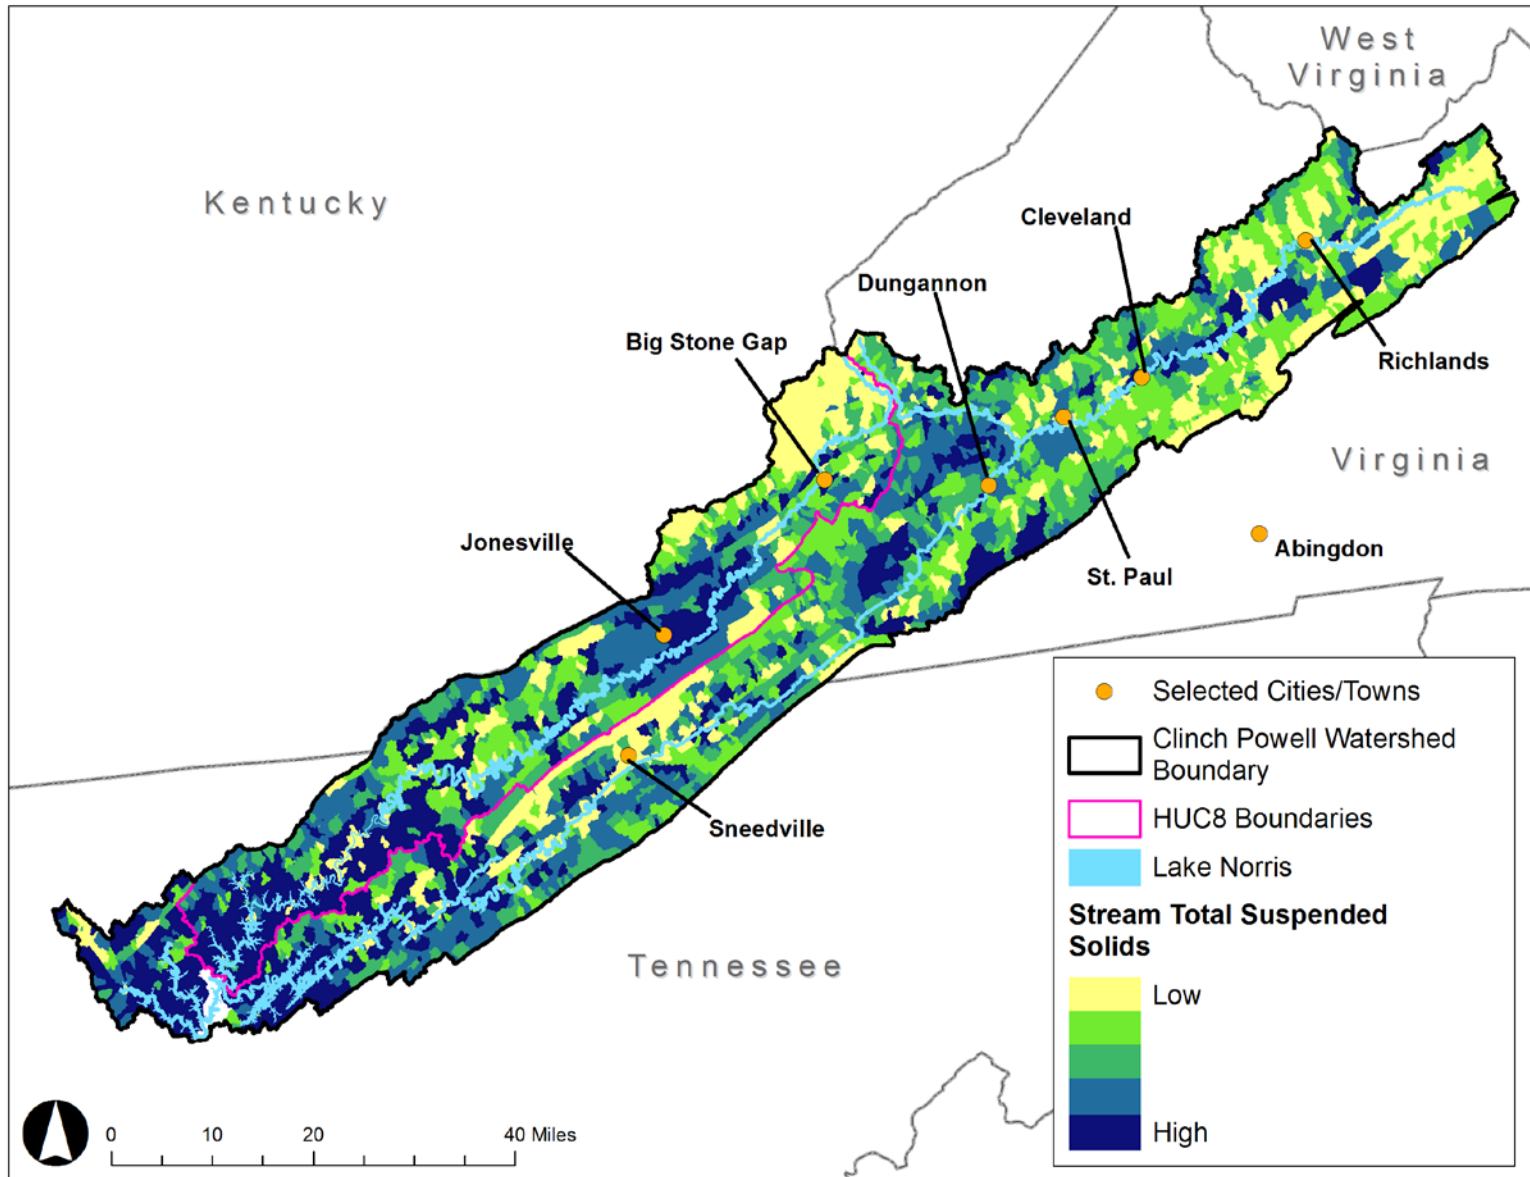 West
Virginia
Kentucky
Cleveland
Dungannon
Big Stone Gap
Richlands
Virginia
Jonesville
Abingdon
St. Paul
Sneedville
Tennessee
Selected Cities/Towns
Clinch Powell Watershed
Boundary
HUC8 Boundaries
Lake Norris
Stream Total Suspended
Solids
Low
High
0 10 20 40 Miles